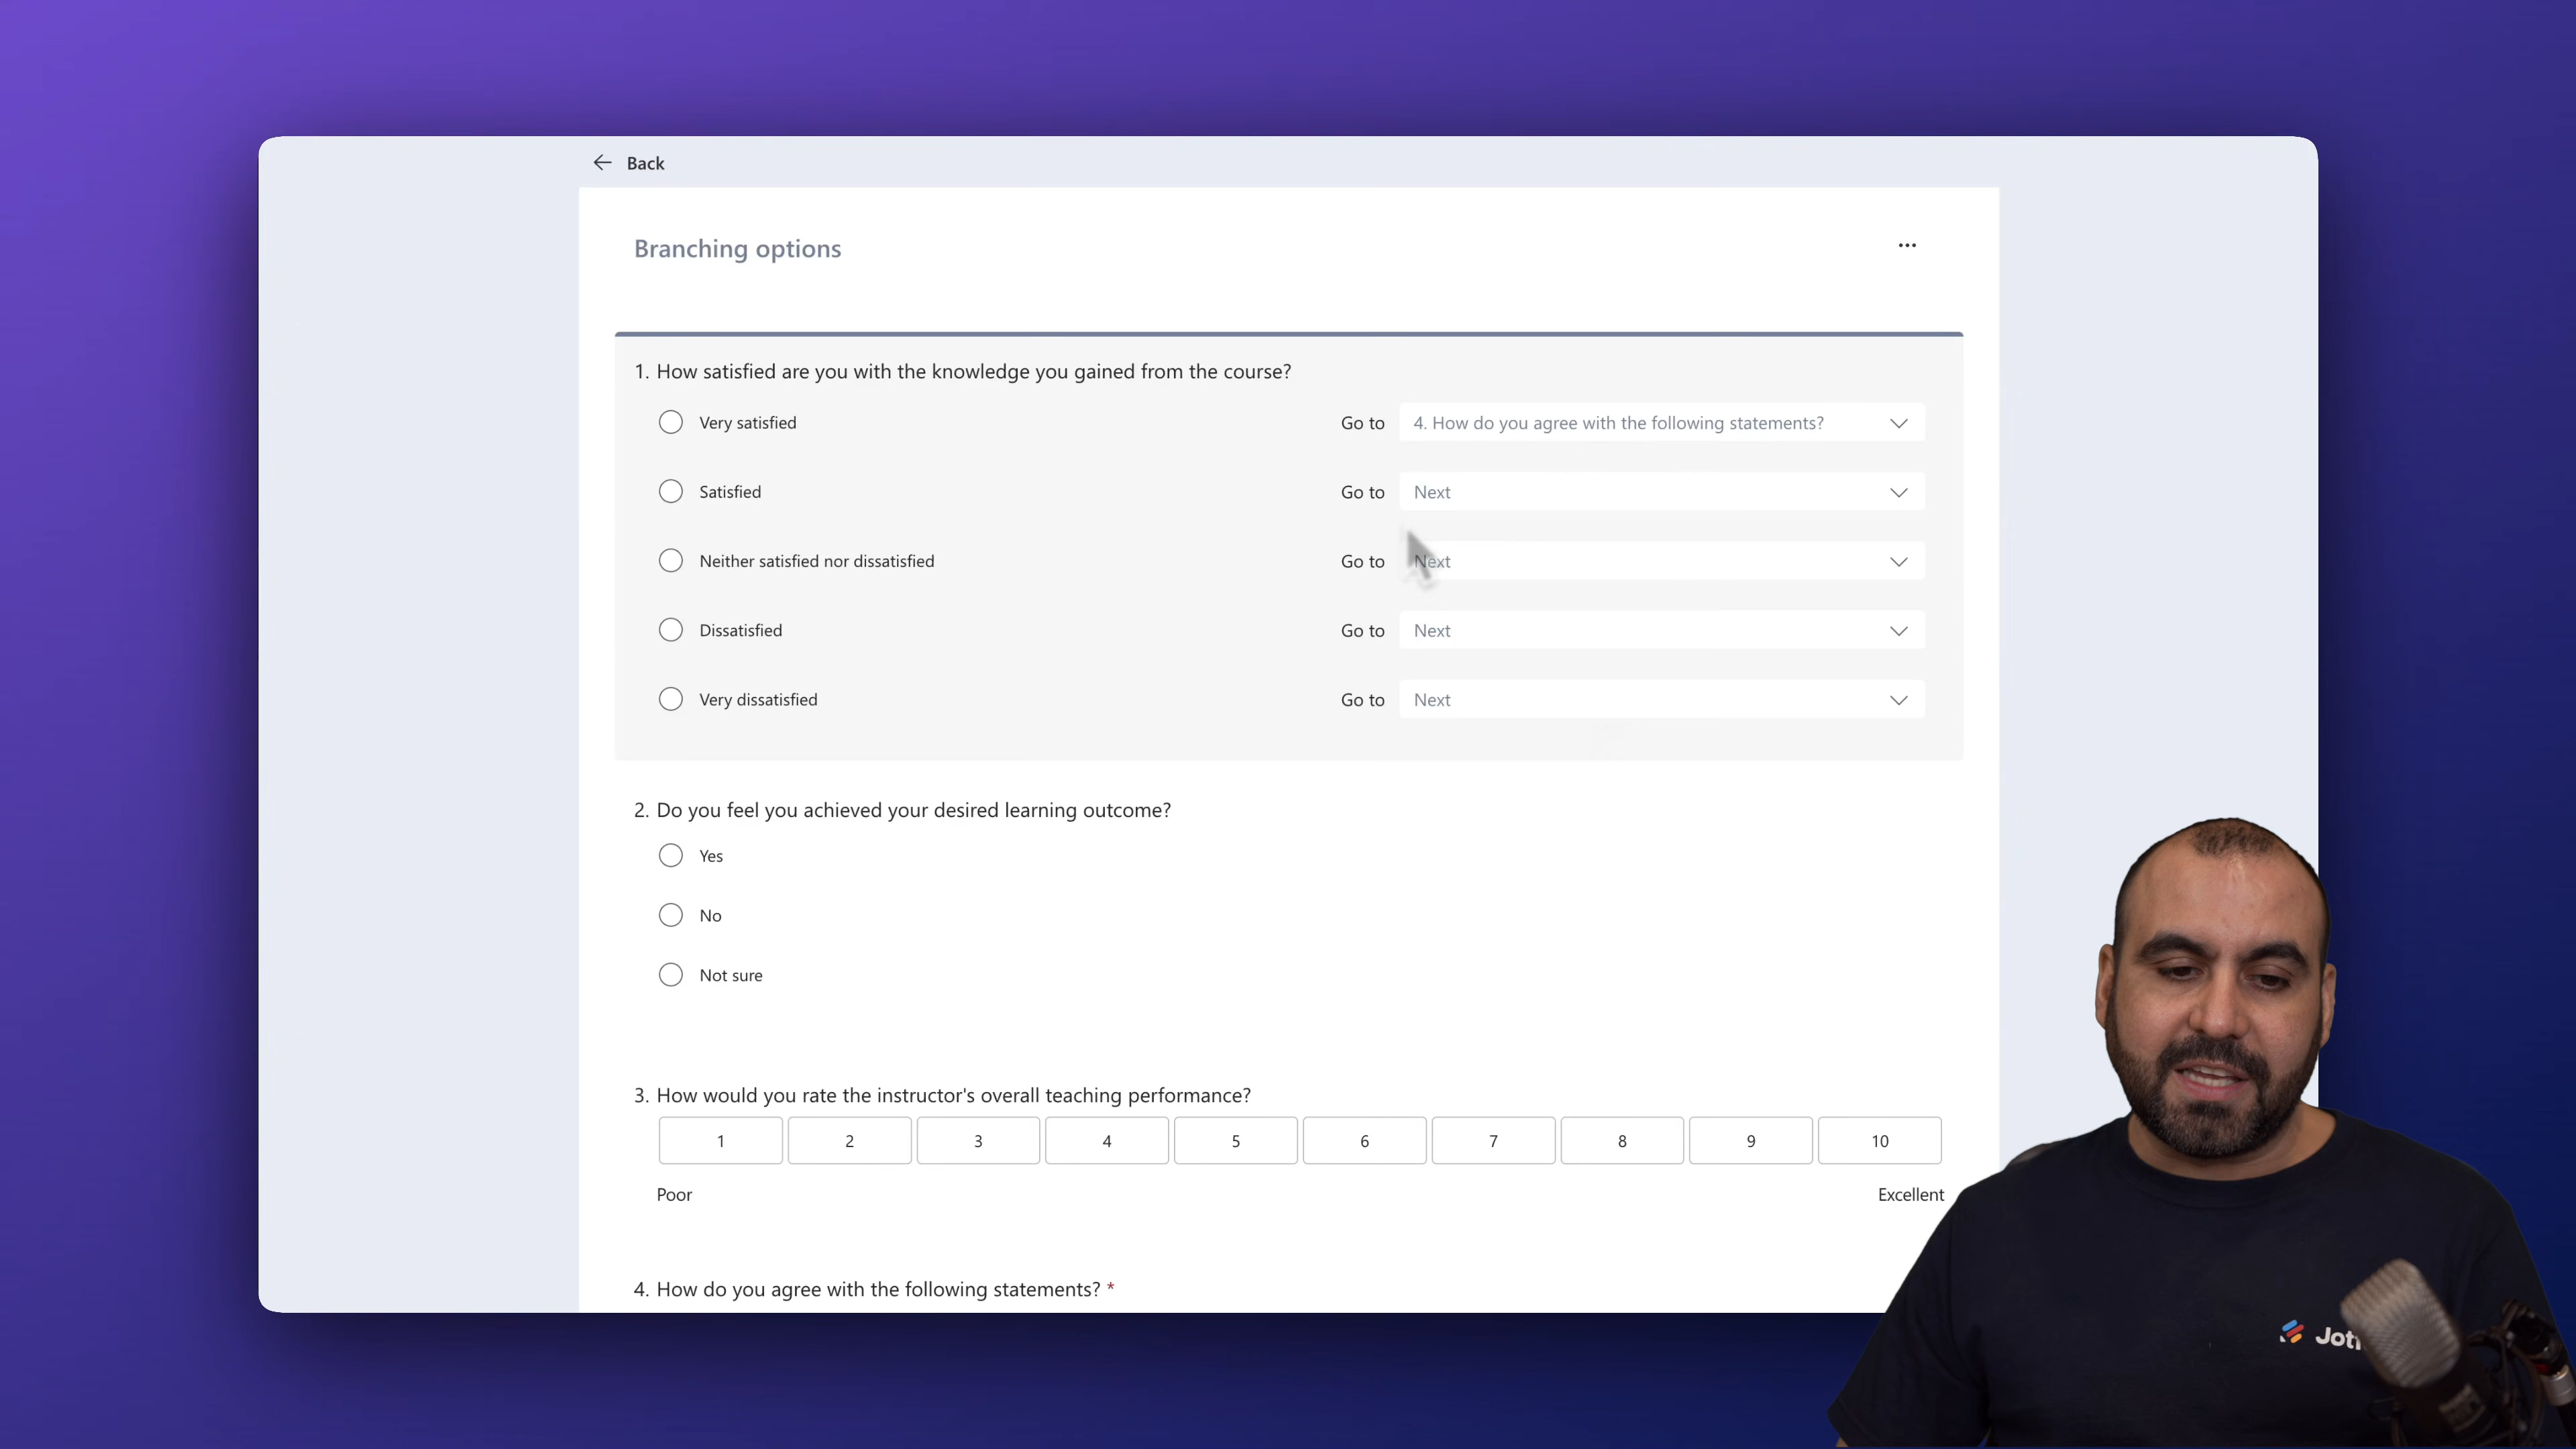 Back
Branching options
1. How satisfied are you with the knowledge you gained from the course?
Very satisfied Go to 4. How do you agree with the following statements?
Satisfied Go to Next
Neither satisfied nor dissatisfied Go to Next
Dissatisfied Go to Next
Very dissatisfied Go to Next
2. Do you feel you achieved your desired learning outcome?
Yes
No
Not sure
3. How would you rate the instructor's overall teaching performance?
1 2 3 4 5 6 7 8 9 10
Poor Excellent
4. How do you agree with the following statements? *